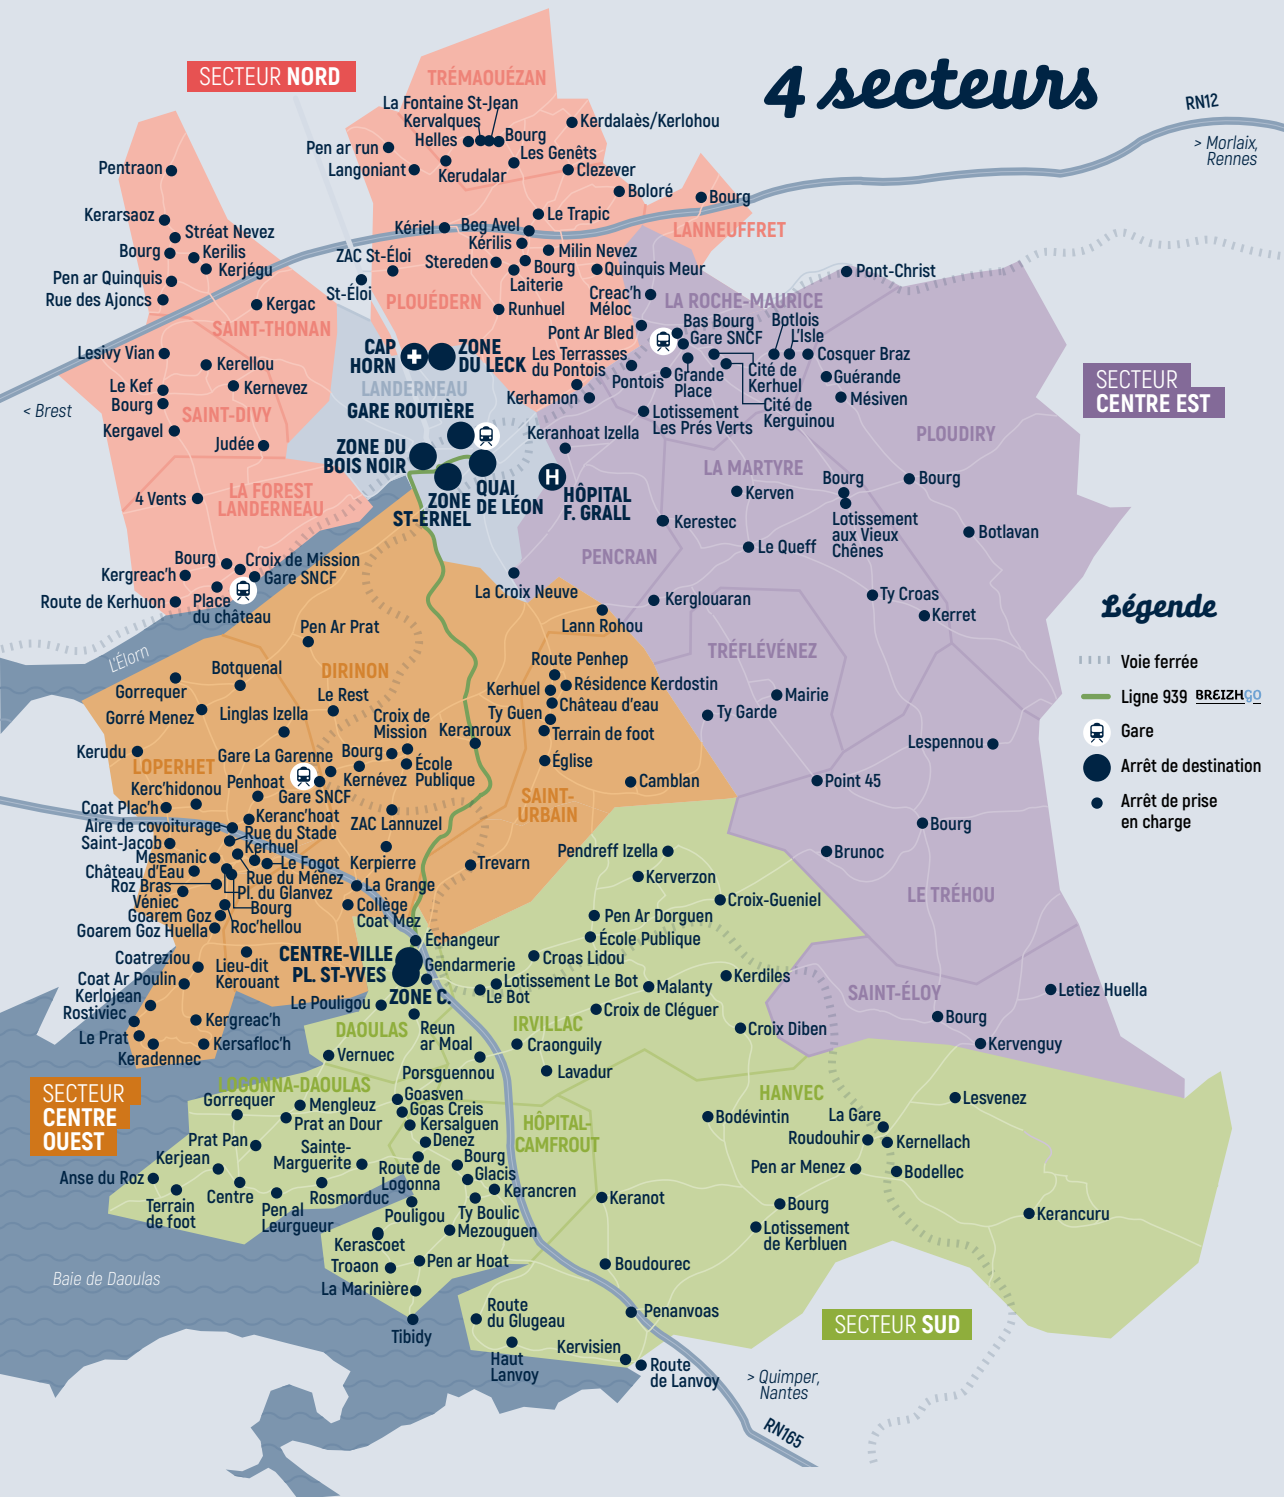 4 secteurs
SECTEUR NORD
RN12
> Morlaix,
Rennes
TRÉMAOUÉZAN
La Fontaine St-Jean
Kervalques
Helles
Bourg
Kerdalaès/Kerlohou
Pen ar run
Les Genêts
Langoniant
Kerudalar
Clezever
Pentraon
Boloré
Bourg
LANNEUFFRET
Kerarsaoz
Stréat Nevez
Bourg
Kerilis
Kerjégu
Pen ar Quinquis
Rue des Ajoncs
Kergac
SAINT-THONAN
Kériel
Beg Avel
Le Trapic
Kérilis
Milin Nevez
ZAC St-Éloi
Stereden
Bourg
Quinquis Meur
Laiterie
St-Éloi
PLOUÉDERN
Runhuel
Creac'h
Méloc
LA ROCHE-MAURICE
Pont-Christ
Pont Ar Bled
Bas Bourg
Gare SNCF
Botlois
L'Isle
Cosquer Braz
Les Terrasses
du Pontois
Pontois
Grande
Place
Cité de
Kerhuel
Cité de
Kerguinou
Guérande
Mésiven
Kerhamon
Lotissement
Les Prés Verts
Lesivy Vian
Kerellou
Le Kef
Kernevez
Bourg
SAINT-DIVY
< Brest
Kergavel
Judée
CAP
HORN
ZONE
DU LECK
LANDERNEAU
GARE ROUTIÈRE
ZONE DU
BOIS NOIR
ZONE
ST-ERNEL
QUAI
DE LÉON
Keranhoat Izella
H
HÔPITAL
F. GRALL
4 Vents
LA FOREST
LANDERNEAU
SECTEUR
CENTRE EST
PLOUDIRY
LA MARTYRE
Bourg
Bourg
Kerven
Lotissement
aux Vieux
Chênes
Kerestec
Le Queff
Botlavan
PENCRAN
Bourg
Croix de Mission
Kergreac'h
Gare SNCF
Route de Kerhuon
Place
du château
La Croix Neuve
Kerglouaran
Ty Croas
Kerret
Lann Rohou
TRÉFLÉVÉNEZ
Légende
Voie ferrée
Ligne 939 BREIZHGO
Gare
Arrêt de destination
Arrêt de prise
en charge
L'Élorn
Pen Ar Prat
Botquenal
DIRINON
Gorrequer
Le Rest
Gorré Menez
Linglas Izella
Croix de
Mission
Route Penhep
Kerhuel
Résidence Kerdostin
Château d'eau
Ty Guen
Terrain de foot
Keranroux
Église
Mairie
Ty Garde
Lespennou
Kerudu
LOPERHET
Gare La Garenne
Bourg
École
Publique
Kernévez
Penhoat
Gare SNCF
Kerc'hidonou
Camblan
Point 45
SAINT-
URBAIN
Coat Plac'h
Keranc'hoat
Aire de covoiturage
Rue du Stade
ZAC Lannuzel
Saint-Jacob
Kerhuel
Mesmanic
Le Fogot
Kerpierre
Trevarn
Château d'Eau
Rue du Ménez
Roz Bras
Pl. du Glanvez
La Grange
Véniec
Bourg
Collège
Coat Mez
Goarem Goz
Roc'hellou
Goarem Goz Huella
Bourg
Brunoc
LE TRÉHOU
Pendreff Izella
Kerverzon
Croix-Gueniel
Pen Ar Dorguen
École Publique
Échangeur
CENTRE-VILLE
PL. ST-YVES
Gendarmerie
ZONE C.
Croas Lidou
Lotissement Le Bot
Le Bot
Malanty
Kerdiles
Coatreziou
Lieu-dit
Kerouant
Coat Ar Poulin
Kerlojean
Rostiviec
Kergreac'h
Le Prat
Kersafloc'h
Keradennec
Le Pouligou
SAINT-ÉLOY
Letiez Huella
Croix de Cléguer
Bourg
Croix Diben
Kervenguy
DAOULAS
Reun
ar Moal
IRVILLAC
Craonguily
Vernuec
Porsguennou
Lavadur
SECTEUR
CENTRE
OUEST
LOGONNA-DAOULAS
Gorrequer
Mengleuz
Prat an Dour
Goasven
Goas Creis
Kersalguen
Denez
HÔPITAL-
CAMFROUT
HANVEC
Lesvenez
Bodévintin
La Gare
Roudouhir
Kernellach
Prat Pan
Kerjean
Sainte-
Marguerite
Bourg
Glacis
Kerancren
Pen ar Menez
Bodellec
Anse du Roz
Route de
Logonna
Centre
Rosmorduc
Terrain
de foot
Pen al
Leurgueur
Pouligou
Ty Boulic
Mezouguen
Keranot
Bourg
Kerancuru
Lotissement
de Kerbluen
Kerascoet
Troaon
Pen ar Hoat
Boudourec
Baie de Daoulas
La Marinière
Tibidy
Route
du Glugeau
Penanvoas
SECTEUR SUD
Haut
Lanvoy
Kervisien
Route
de Lanvoy
> Quimper,
Nantes
RN165